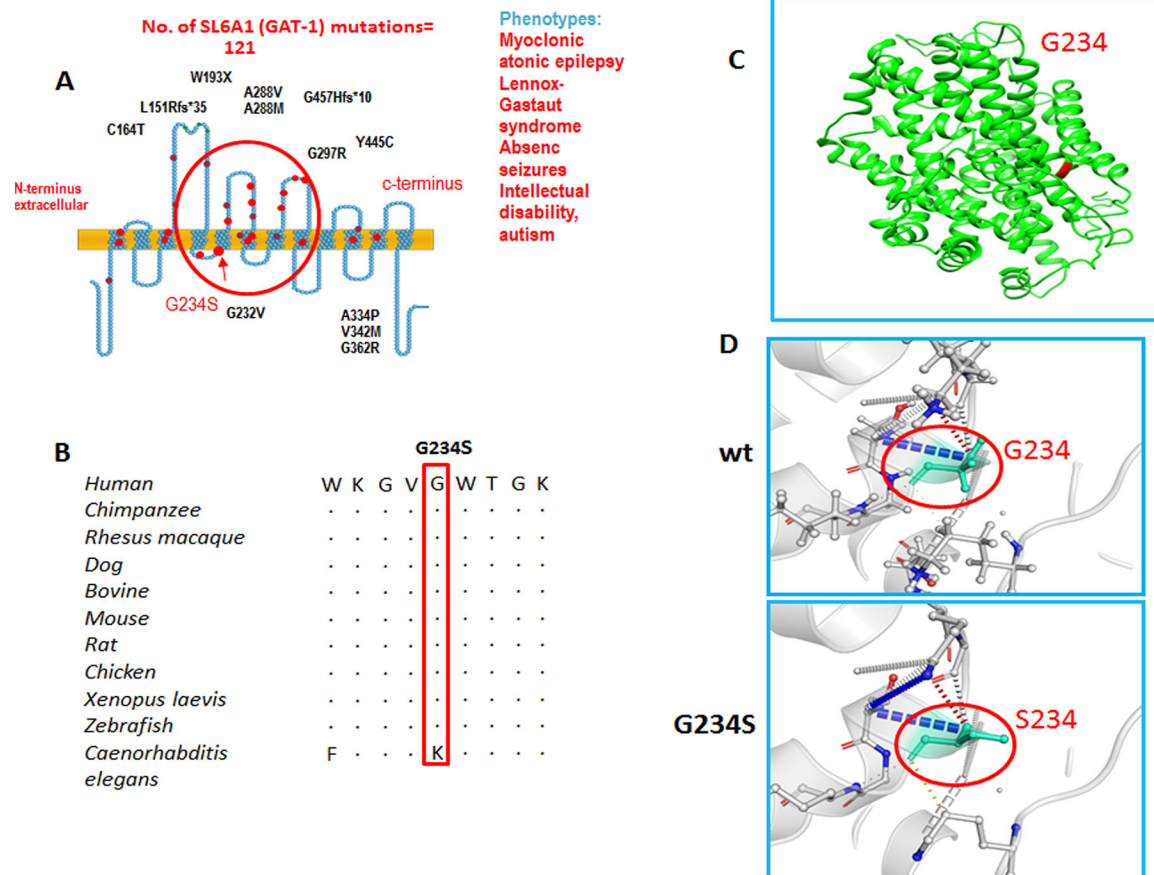 No. of SL6A1 (GAT-1) mutations=
121
A
W193X
L151Rfs*35
A288V
A288M
G457Hfs*10
C164T
Y445C
G297R
N-terminus
extracellular
c-terminus
G234S
G232V
A334P
V342M
G362R
Phenotypes:
Myoclonic
atonic epilepsy
Lennox-
Gastaut
syndrome
Absenc
seizures
Intellectual
disability,
autism
B
G234S
Human W K G V G W T G K
Chimpanzee . . . . . . . . .
Rhesus macaque . . . . . . . . .
Dog . . . . . . . . .
Bovine . . . . . . . . .
Mouse . . . . . . . . .
Rat . . . . . . . . .
Chicken . . . . . . . . .
Xenopus laevis . . . . . . . . .
Zebrafish . . . . . . . . .
Caenorhabditis F . . . K . . . .
elegans
C
G234
D
wt
G234
G234S
S234